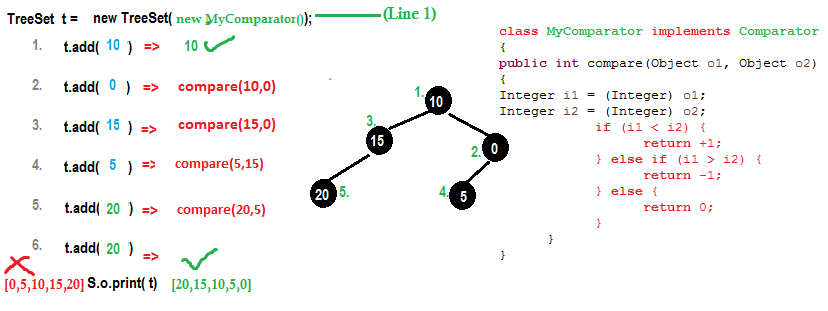 TreeSet t = new TreeSet( new MyComparator()); (Line 1)
1. t.add( 10 ) => 10
2. t.add( 0 ) => compare(10,0)
3. t.add( 15 ) => compare(15,0)
4. t.add( 5 ) => compare(5,15)
5. t.add( 20 ) => compare(20,5)
6. t.add( 20 ) =>
[0,5,10,15,20] S.o.print( t) [20,15,10,5,0]
1. 10
3. 15
2. 0
20 5.
4. 5
class MyComparator implements Comparator
{
public int compare(Object o1, Object o2)
{
Integer i1 = (Integer) o1;
Integer i2 = (Integer) o2;
if (i1 < i2) {
return +1;
} else if (i1 > i2) {
return -1;
} else {
return 0;
}
}
}